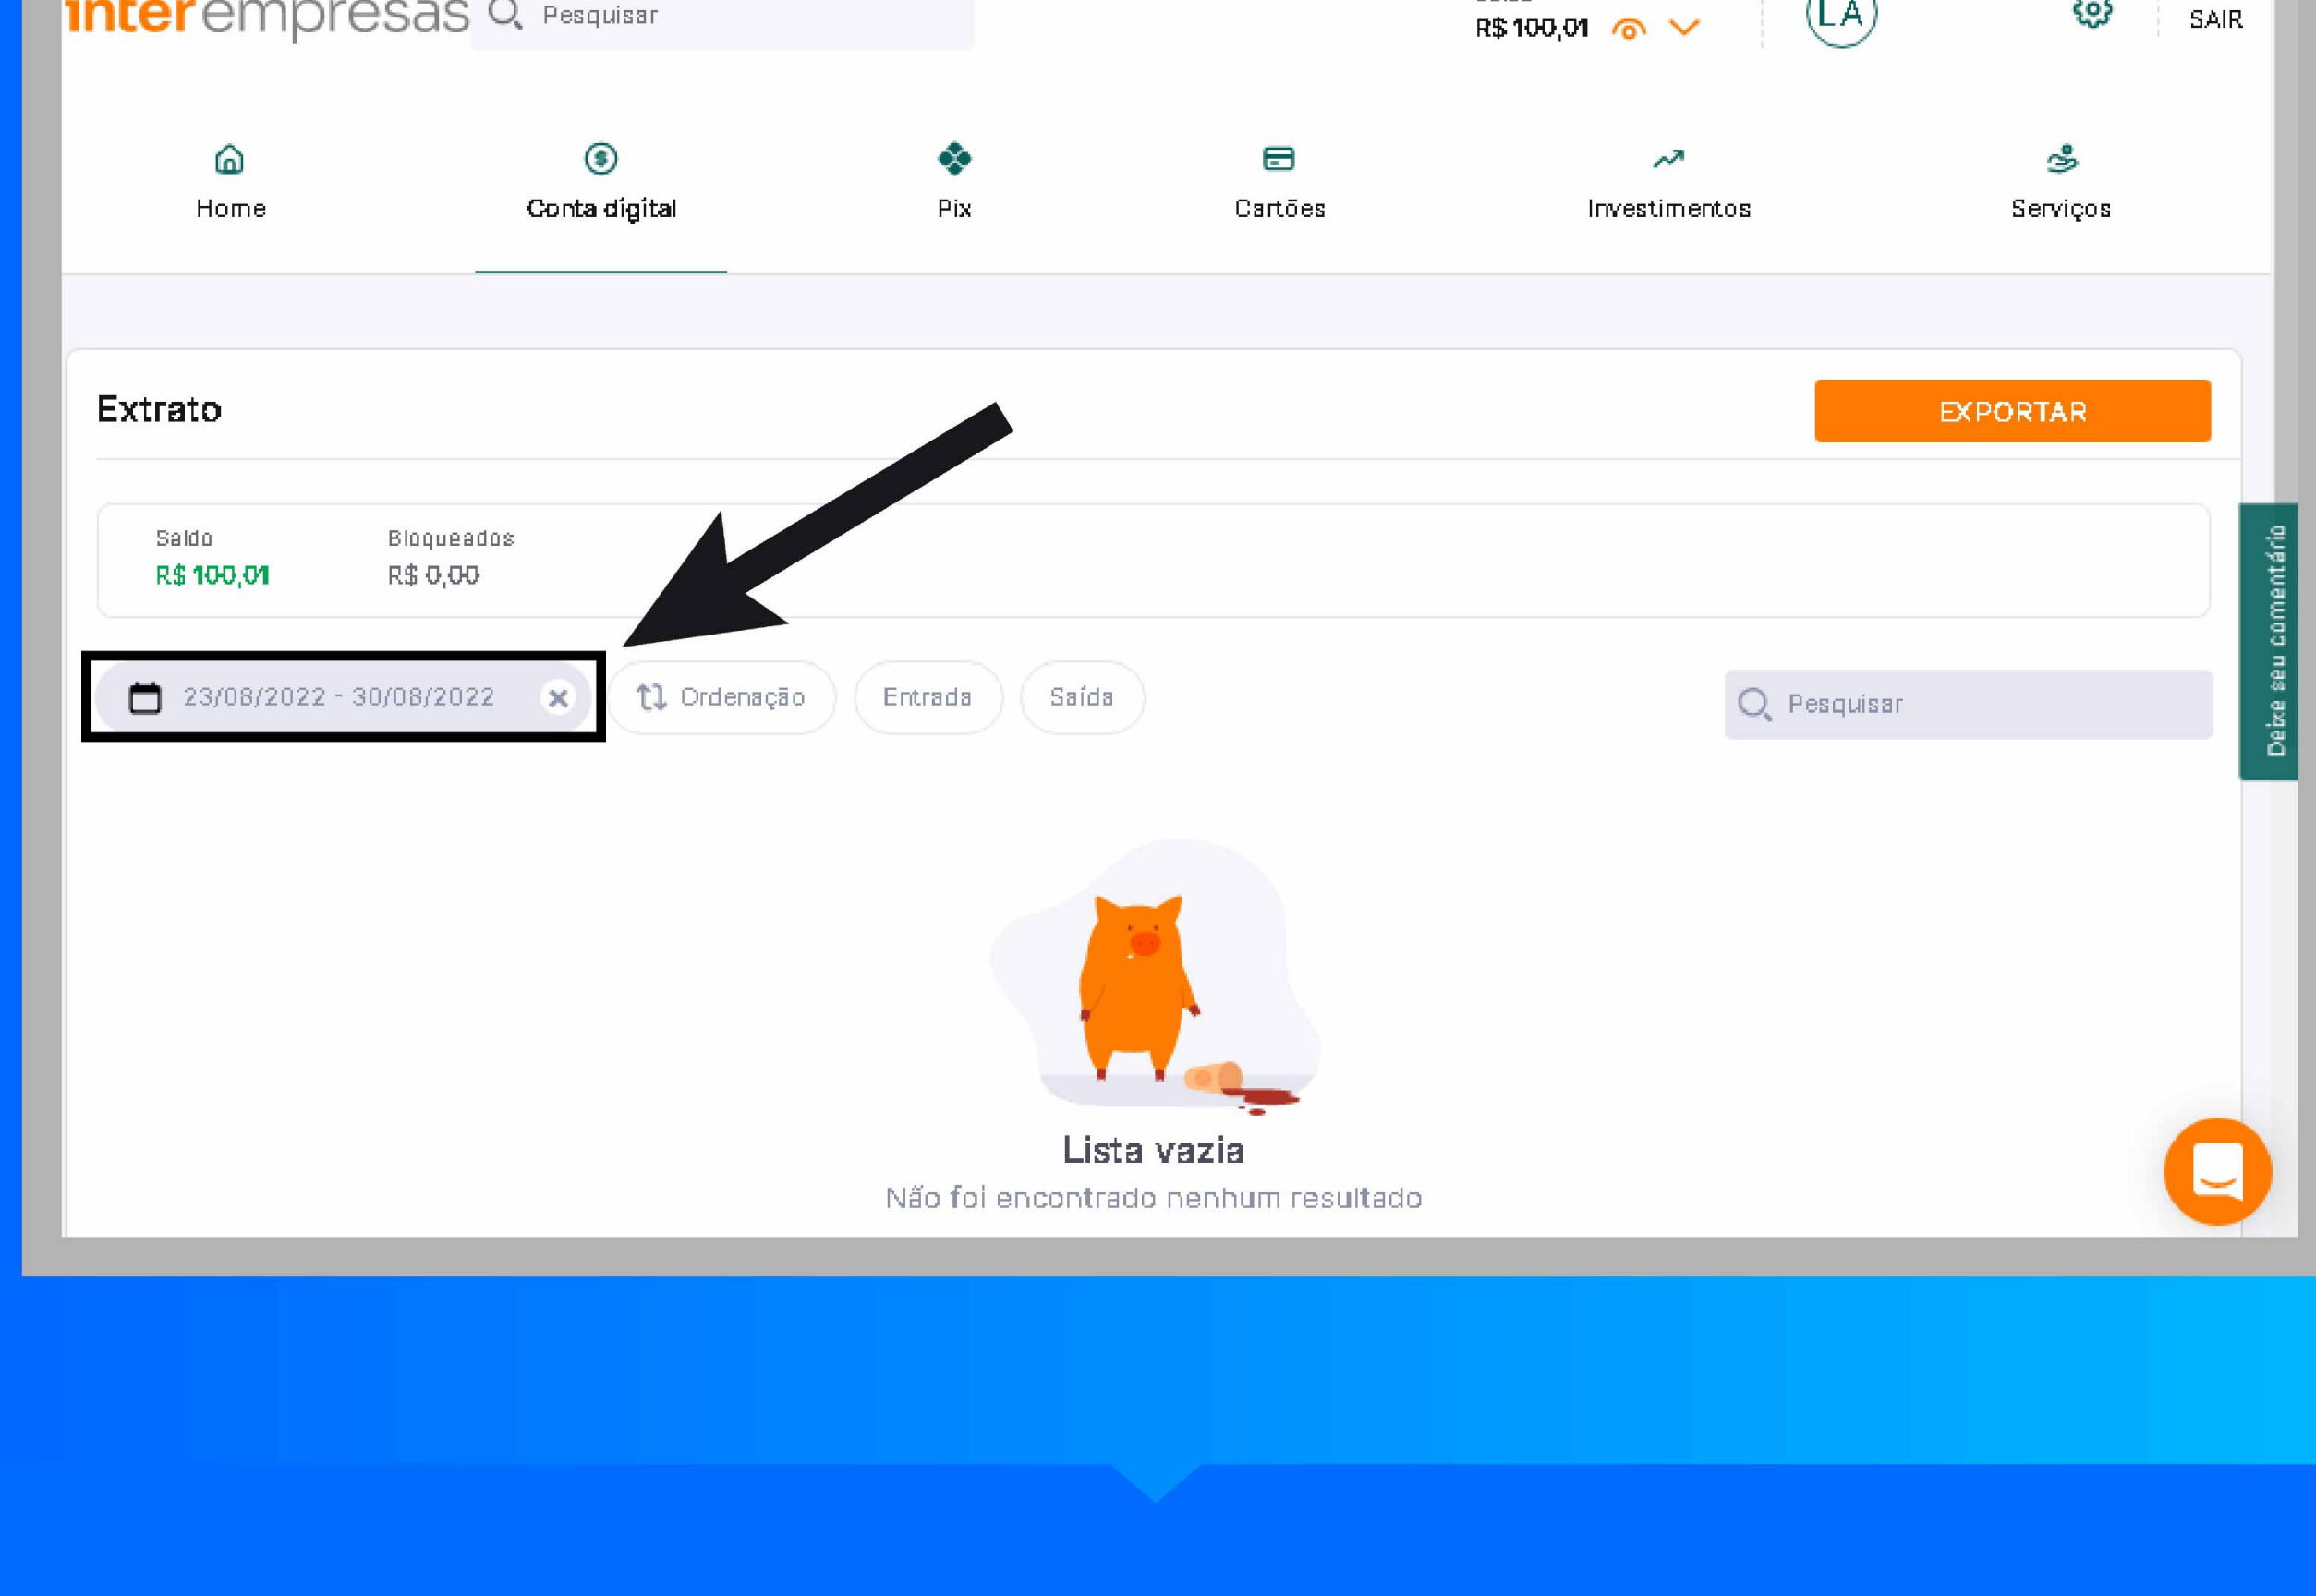 interempresas
Pesquisar
R$ 100,01
LA
SAIR
Home
Conta digital
Pix
Cartões
Investimentos
Serviços
Extrato
EXPORTAR
Saldo
Bloqueados
R$ 100,01
R$ 0,00
23/08/2022 - 30/08/2022
Ordenação
Entrada
Saída
Pesquisar
Deixe seu comentário
Lista vazia
Não foi encontrado nenhum resultado